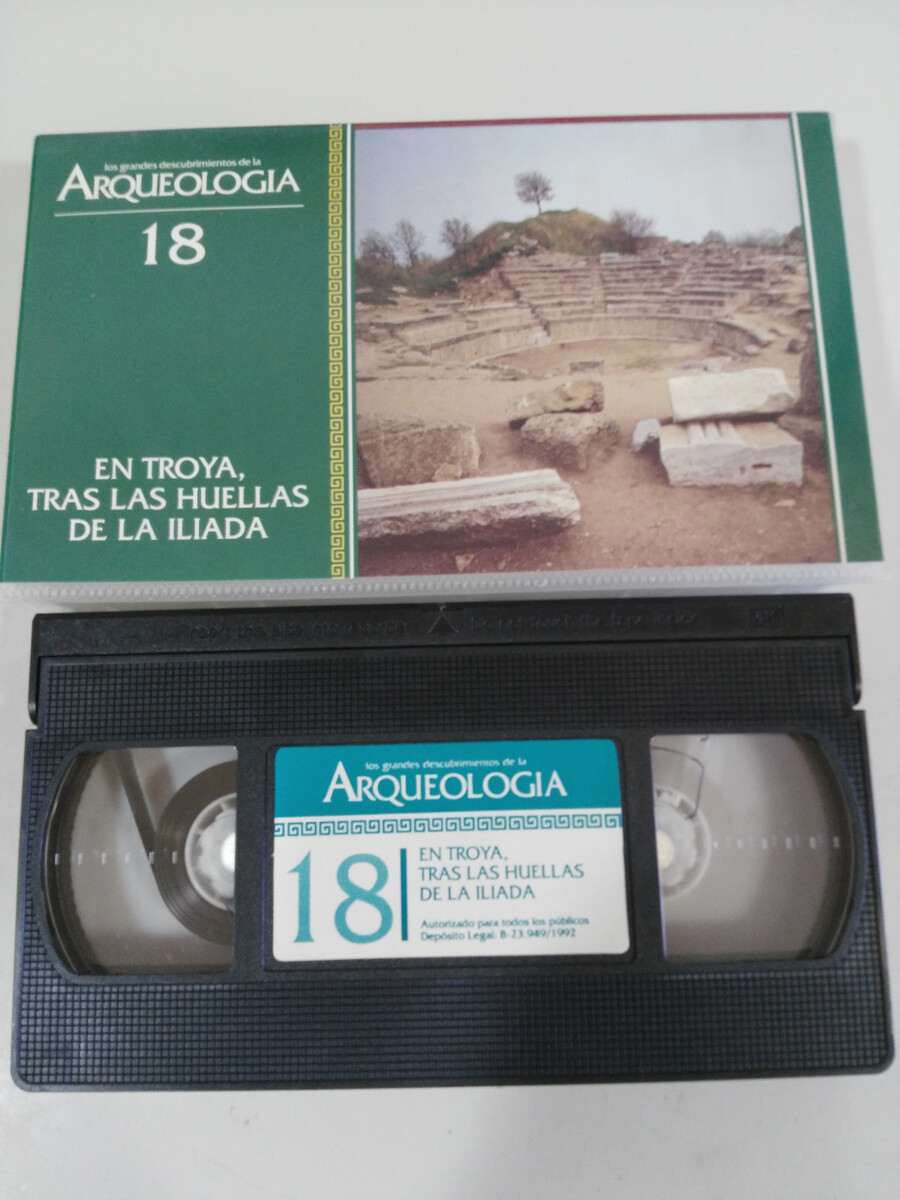 los grandes descubrimientos de la
ARQUEOLOGIA
18
EN TROYA,
TRAS LAS HUELLAS
DE LA ILIADA
los grandes descubrimientos de la
ARQUEOLOGIA
18
EN TROYA,
TRAS LAS HUELLAS
DE LA ILIADA
Autorizado para todos los públicos
Depósito Legal: B-23.949/1992